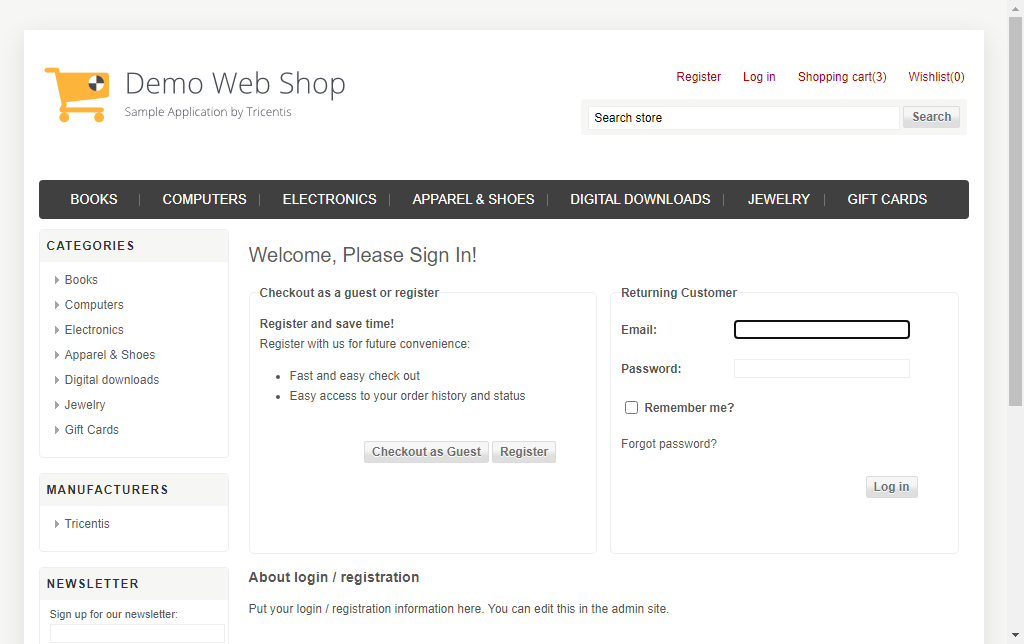 Demo Web Shop
Sample Application by Tricentis
Register Log in Shopping cart(3) Wishlist(0)
Search store Search
BOOKS COMPUTERS ELECTRONICS APPAREL & SHOES DIGITAL DOWNLOADS JEWELRY GIFT CARDS
CATEGORIES
Books
Computers
Electronics
Apparel & Shoes
Digital downloads
Jewelry
Gift Cards
MANUFACTURERS
Tricentis
NEWSLETTER
Sign up for our newsletter:
Welcome, Please Sign In!
Checkout as a guest or register
Register and save time!
Register with us for future convenience:
Fast and easy check out
Easy access to your order history and status
Checkout as Guest Register
Returning Customer
Email:
Password:
Remember me?
Forgot password?
Log in
About login / registration
Put your login / registration information here. You can edit this in the admin site.